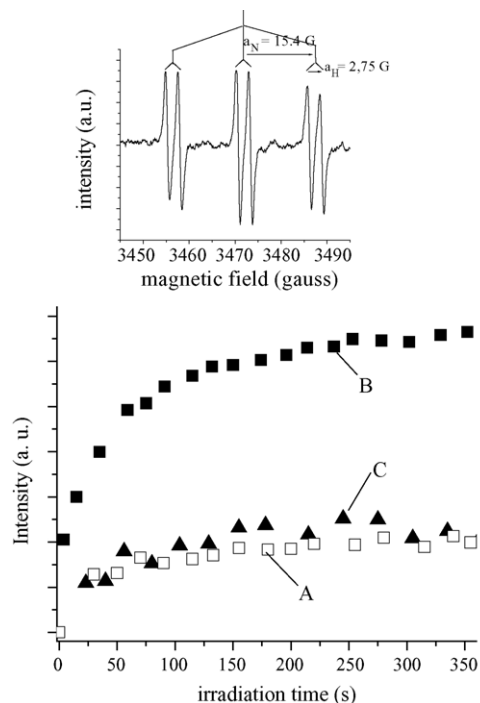 a_N = 15.4 G
a_H = 2,75 G
intensity (a.u.)
3450 3460 3470 3480 3490
magnetic field (gauss)
B
C
A
Intensity (a. u.)
0 50 100 150 200 250 300 350
irradiation time (s)